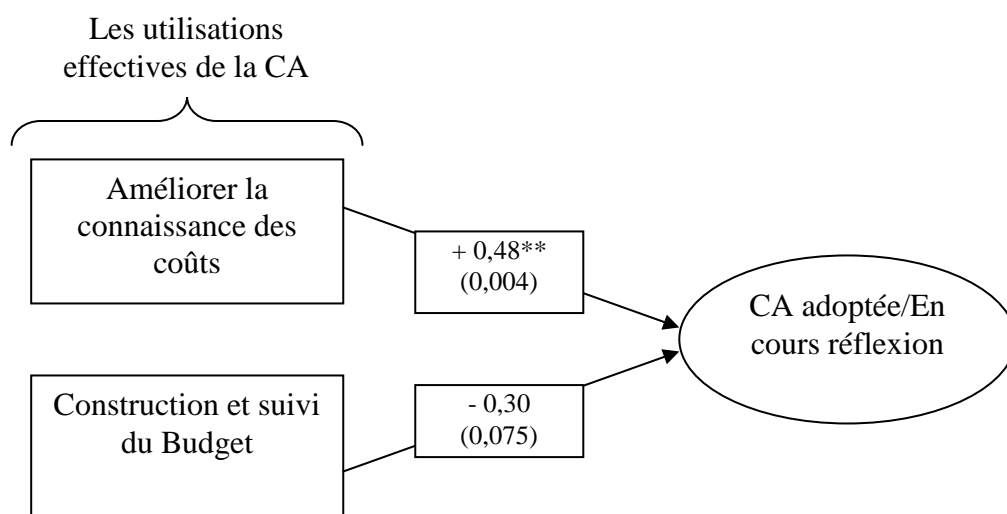 Les utilisations
effectives de la CA
Améliorer la
connaissance des
coûts
+ 0,48**
(0,004)
CA adoptée/En
cours réflexion
Construction et suivi
du Budget
- 0,30
(0,075)